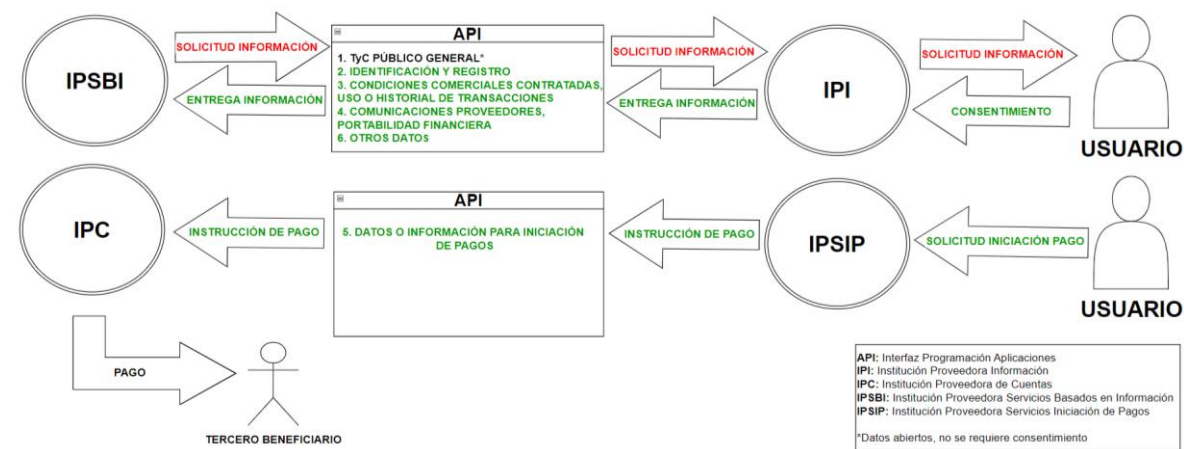 IPSBI
SOLICITUD INFORMACIÓN
ENTREGA INFORMACIÓN
API
1. TyC PÚBLICO GENERAL*
2. IDENTIFICACIÓN Y REGISTRO
3. CONDICIONES COMERCIALES CONTRATADAS,
USO O HISTORIAL DE TRANSACCIONES
4. COMUNICACIONES PROVEEDORES,
PORTABILIDAD FINANCIERA
6. OTROS DATOS
SOLICITUD INFORMACIÓN
ENTREGA INFORMACIÓN
IPI
SOLICITUD INFORMACIÓN
CONSENTIMIENTO
USUARIO
IPC
INSTRUCCIÓN DE PAGO
API
5. DATOS O INFORMACIÓN PARA INICIACIÓN
DE PAGOS
INSTRUCCIÓN DE PAGO
IPSIP
SOLICITUD INICIACIÓN PAGO
USUARIO
PAGO
TERCERO BENEFICIARIO
API: Interfaz Programación Aplicaciones
IPI: Institución Proveedora Información
IPC: Institución Proveedora de Cuentas
IPSBI: Institución Proveedora Servicios Basados en Información
IPSIP: Institución Proveedora Servicios Iniciación de Pagos
*Datos abiertos, no se requiere consentimiento